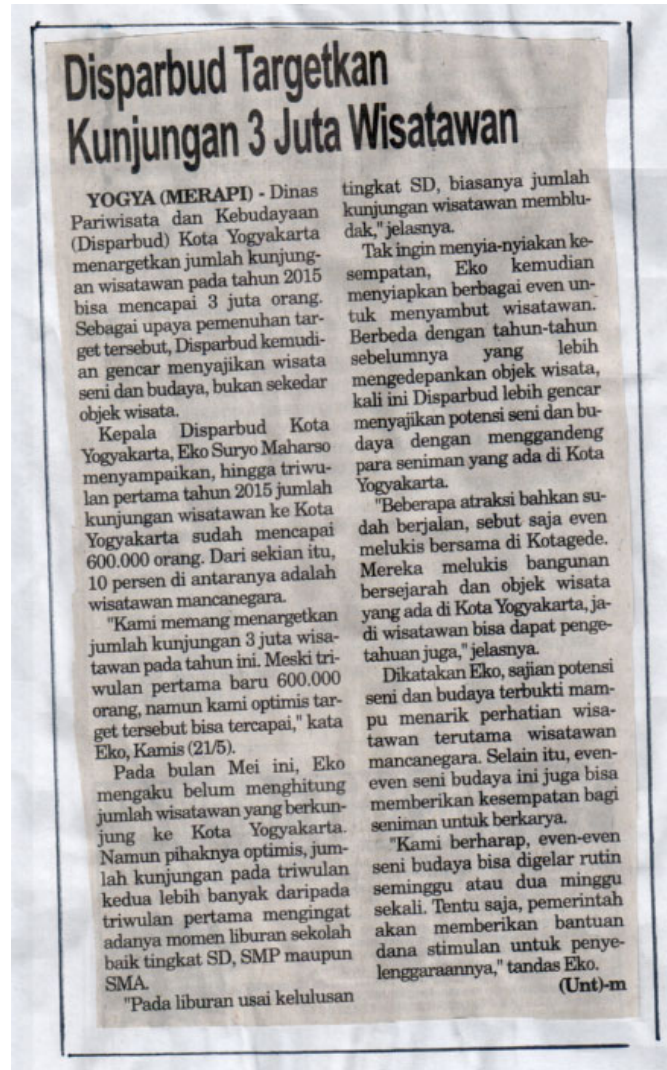 Disparbud Targetkan
Kunjungan 3 Juta Wisatawan
YOGYA (MERAPI) - Dinas
Pariwisata dan Kebudayaan
(Disparbud) Kota Yogyakarta
menargetkan jumlah kunjung-
an wisatawan pada tahun 2015
bisa mencapai 3 juta orang.
Sebagai upaya pemenuhan tar-
get tersebut, Disparbud kemudi-
an gencar menyajikan wisata
seni dan budaya, bukan sekedar
objek wisata.
Kepala Disparbud Kota
Yogyakarta, Eko Suryo Maharso
menyampaikan, hingga triwu-
lan pertama tahun 2015 jumlah
kunjungan wisatawan ke Kota
Yogyakarta sudah mencapai
600.000 orang. Dari sekian itu,
10 persen di antaranya adalah
wisatawan mancanegara.
"Kami memang menargetkan
jumlah kunjungan 3 juta wisa-
tawan pada tahun ini. Meski tri-
wulan pertama baru 600.000
orang, namun kami optimis tar-
get tersebut bisa tercapai," kata
Eko, Kamis (21/5).
Pada bulan Mei ini, Eko
mengaku belum menghitung
jumlah wisatawan yang berkun-
jung ke Kota Yogyakarta.
Namun pihaknya optimis, jum-
lah kunjungan pada triwulan
kedua lebih banyak daripada
triwulan pertama mengingat
adanya momen liburan sekolah
baik tingkat SD, SMP maupun
SMA.
"Pada liburan usai kelulusan
tingkat SD, biasanya jumlah
kunjungan wisatawan memblu-
dak," jelasnya.
Tak ingin menyia-nyiakan ke-
sempatan, Eko kemudian
menyiapkan berbagai even un-
tuk menyambut wisatawan.
Berbeda dengan tahun-tahun
sebelumnya yang lebih
mengedepankan objek wisata,
kali ini Disparbud lebih gencar
menyajikan potensi seni dan bu-
daya dengan menggandeng
para seniman yang ada di Kota
Yogyakarta.
"Beberapa atraksi bahkan su-
dah berjalan, sebut saja even
melukis bersama di Kotagede.
Mereka melukis bangunan
bersejarah dan objek wisata
yang ada di Kota Yogyakarta, ja-
di wisatawan bisa dapat penge-
tahuan juga," jelasnya.
Dikatakan Eko, sajian potensi
seni dan budaya terbukti mam-
pu menarik perhatian wisa-
tawan terutama wisatawan
mancanegara. Selain itu, even-
even seni budaya ini juga bisa
memberikan kesempatan bagi
seniman untuk berkarya.
"Kami berharap, even-even
seni budaya bisa digelar rutin
seminggu atau dua minggu
sekali. Tentu saja, pemerintah
akan memberikan bantuan
dana stimulan untuk penye-
lenggaraannya," tandas Eko.
(Unt)-m